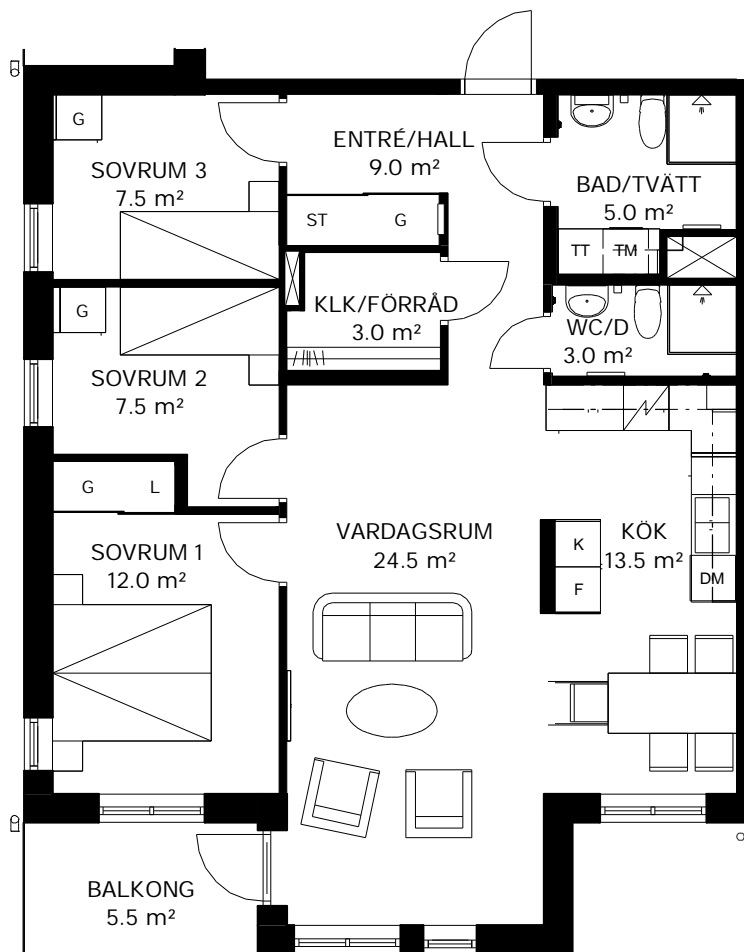 G
SOVRUM 3
7.5 m²
ENTRÉ/HALL
9.0 m²
BAD/TVÄTT
5.0 m²
ST G
TT TM
G
KLK/FÖRRÅD
3.0 m²
WC/D
3.0 m²
SOVRUM 2
7.5 m²
G L
SOVRUM 1
12.0 m²
VARDAGSRUM
24.5 m²
K
F
KÖK
13.5 m²
DM
BALKONG
5.5 m²